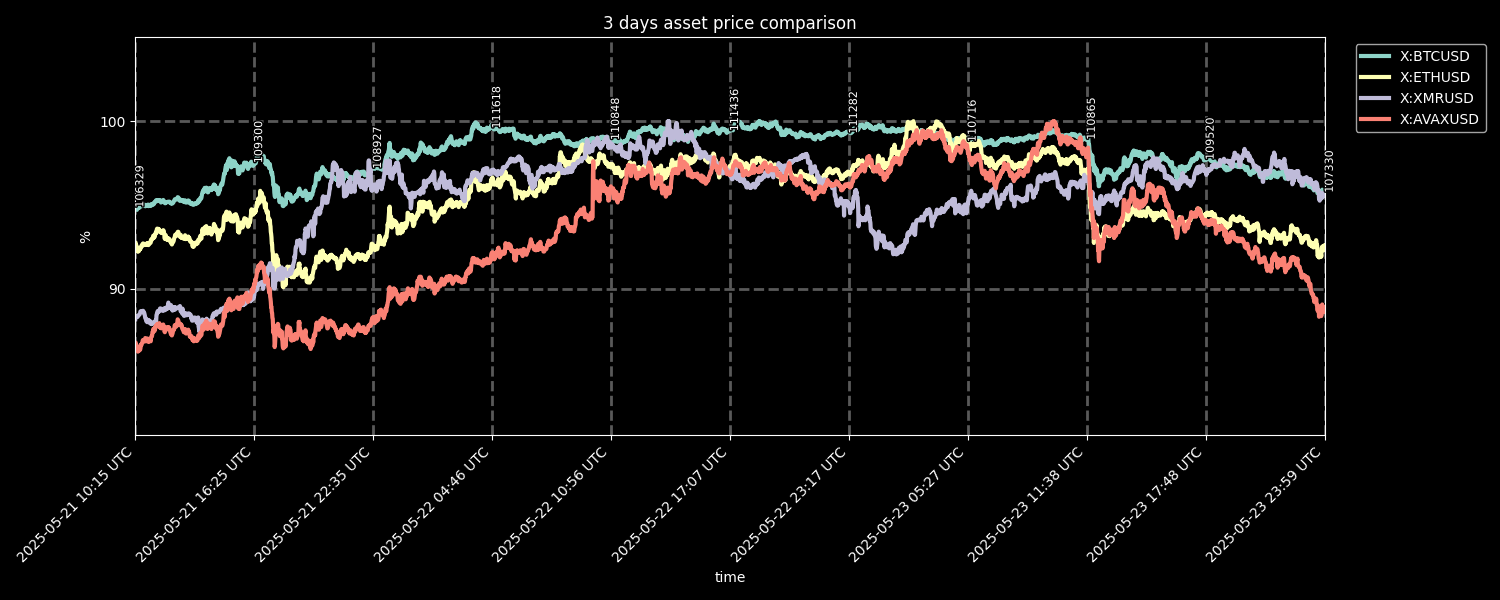 3 days asset price comparison
X:BTCUSD
X:ETHUSD
X:XMRUSD
X:AVAXUSD
100
90
%
106329
109300
108927
111618
110848
111436
111282
110716
110865
109520
107330
2025-05-21 10:15 UTC
2025-05-21 16:25 UTC
2025-05-21 22:35 UTC
2025-05-22 04:46 UTC
2025-05-22 10:56 UTC
2025-05-22 17:07 UTC
2025-05-22 23:17 UTC
2025-05-23 05:27 UTC
2025-05-23 11:38 UTC
2025-05-23 17:48 UTC
2025-05-23 23:59 UTC
time